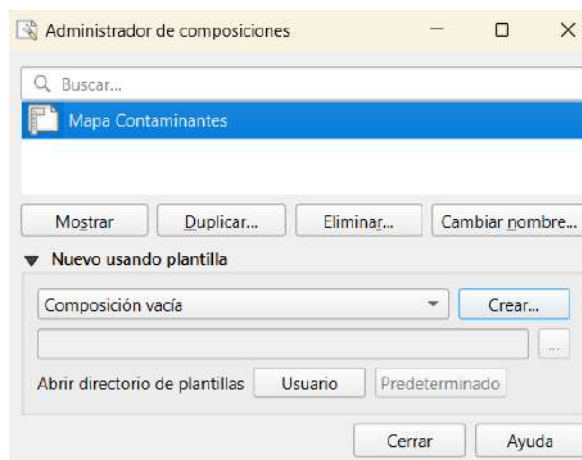 Administrador de composiciones
Buscar...
Mapa Contaminantes
Mostrar Duplicar... Eliminar... Cambiar nombre...
Nuevo usando plantilla
Composición vacía Crear...
...
Abrir directorio de plantillas Usuario Predeterminado
Cerrar Ayuda